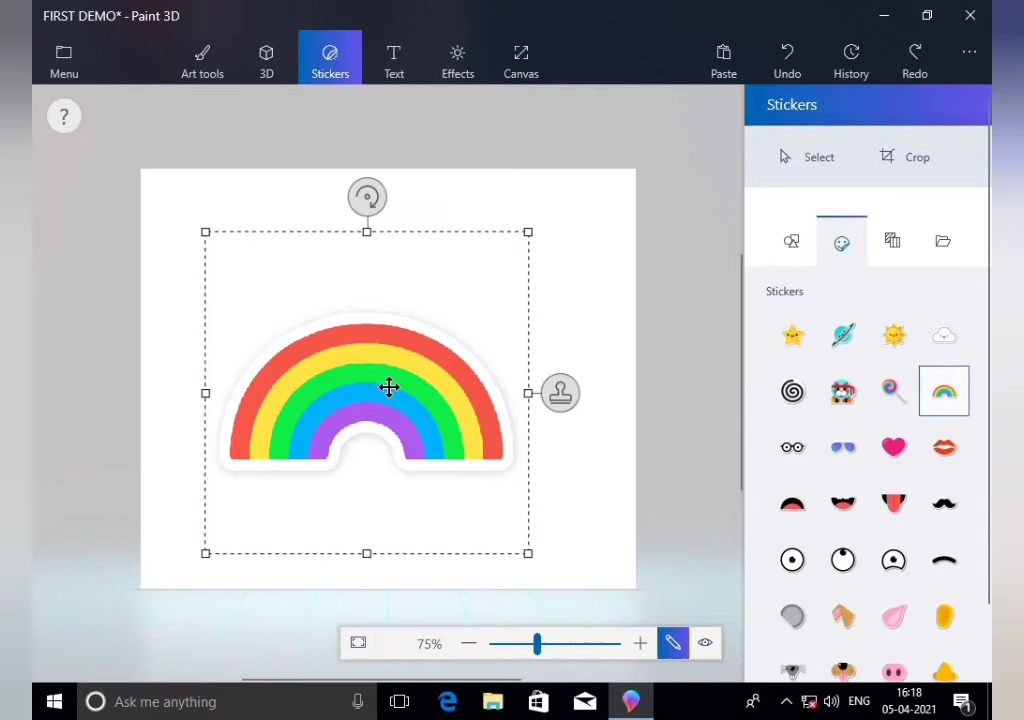 FIRST DEMO* - Paint 3D
Menu
Art tools
3D
Stickers
Text
Effects
Canvas
Paste
Undo
History
Redo
?
Stickers
Select
Crop
Stickers
75%
Ask me anything
ENG
16:18
05-04-2021
1